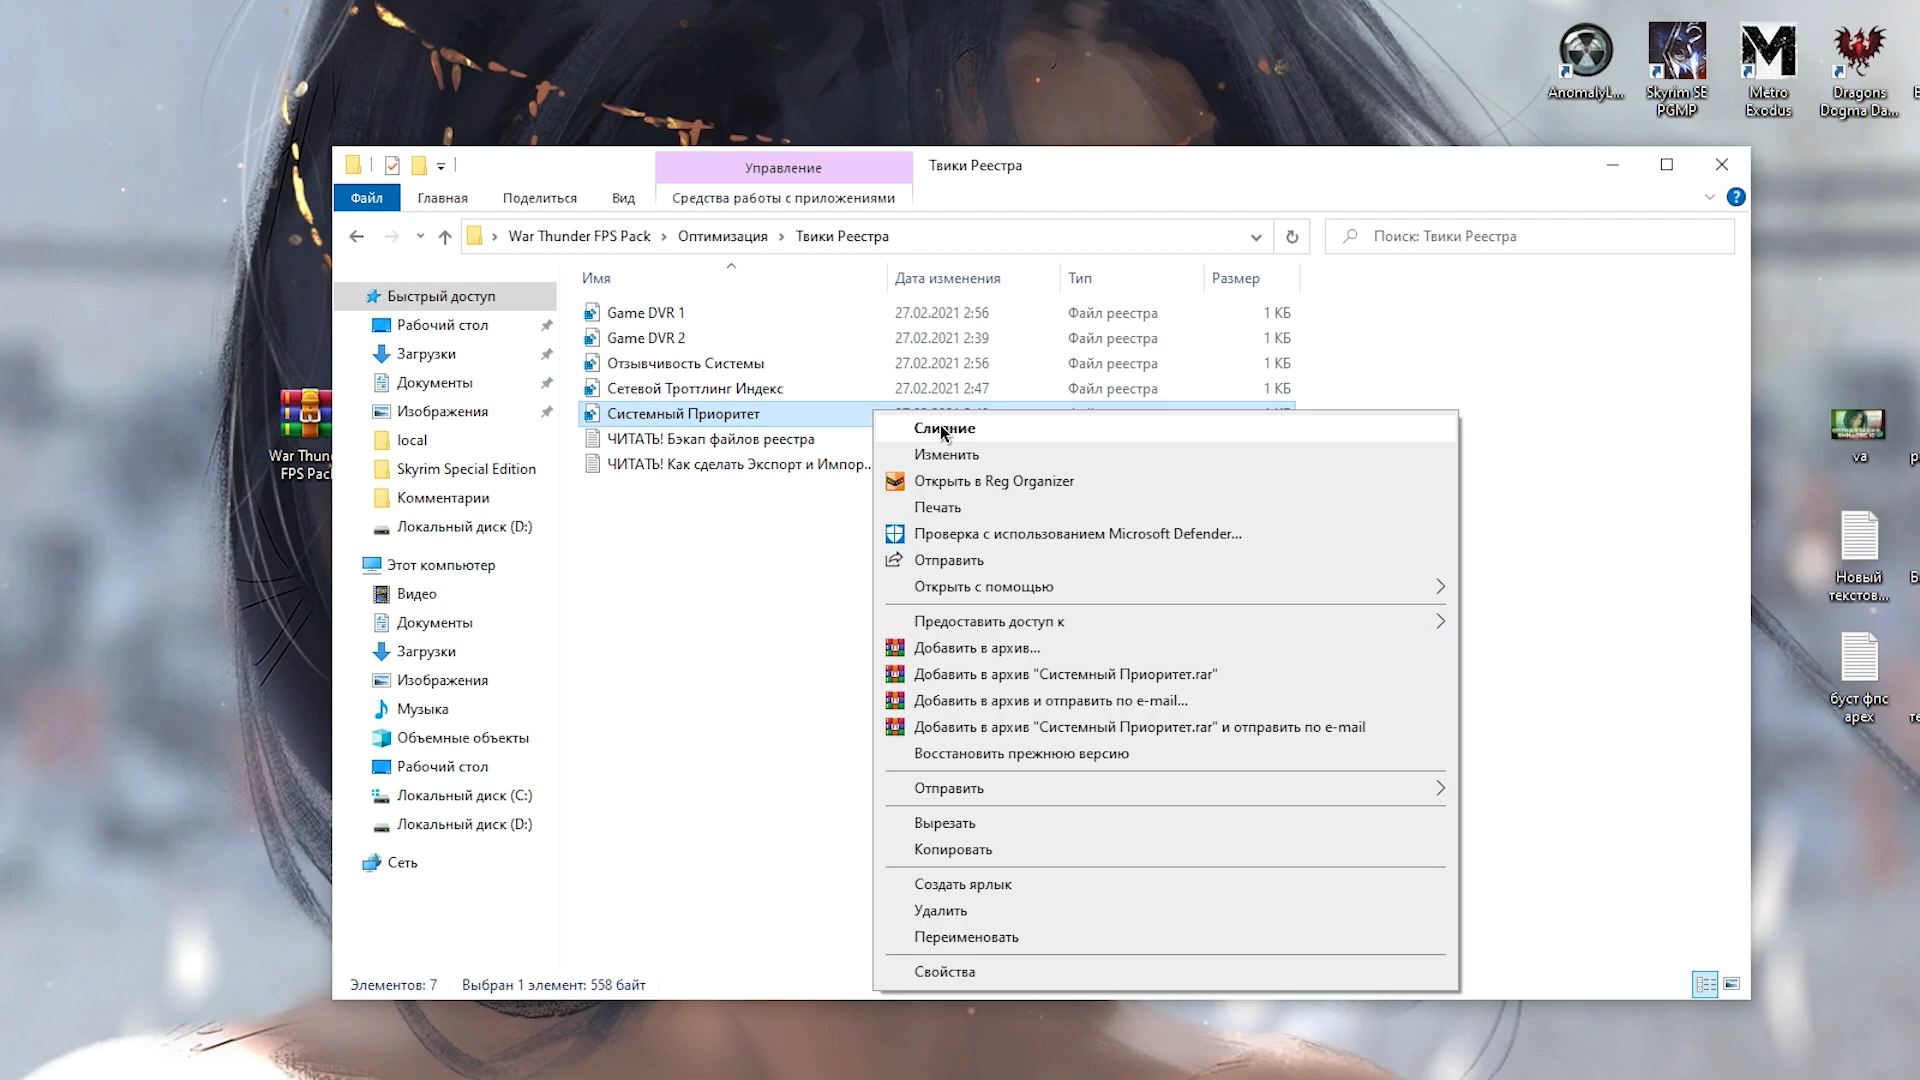 AnomalyL...
Skyrim SE
PGMP
Metro
Exodus
Dragons
Dogma Da...
Управление
Твики Реестра
Файл
Главная
Поделиться
Вид
Средства работы с приложениями
War Thunder FPS Pack
Оптимизация
Твики Реестра
Поиск: Твики Реестра
Имя
Дата изменения
Тип
Размер
Game DVR 1 27.02.2021 2:56 Файл реестра 1 КБ
Game DVR 2 27.02.2021 2:39 Файл реестра 1 КБ
Отзывчивость Системы 27.02.2021 2:56 Файл реестра 1 КБ
Сетевой Троттлинг Индекс 27.02.2021 2:47 Файл реестра 1 КБ
Системный Приоритет
ЧИТАТЬ! Бэкап файлов реестра
ЧИТАТЬ! Как сделать Экспорт и Импор...
Быстрый доступ
Рабочий стол
Загрузки
Документы
Изображения
local
Skyrim Special Edition
Комментарии
Локальный диск (D:)
Этот компьютер
Видео
Документы
Загрузки
Изображения
Музыка
Объемные объекты
Рабочий стол
Локальный диск (C:)
Локальный диск (D:)
Сеть
Слияние
Изменить
Открыть в Reg Organizer
Печать
Проверка с использованием Microsoft Defender...
Отправить
Открыть с помощью
Предоставить доступ к
Добавить в архив...
Добавить в архив "Системный Приоритет.rar"
Добавить в архив и отправить по e-mail...
Добавить в архив "Системный Приоритет.rar" и отправить по e-mail
Восстановить прежнюю версию
Отправить
Вырезать
Копировать
Создать ярлык
Удалить
Переименовать
Свойства
Элементов: 7
Выбран 1 элемент: 558 байт
War Thun
FPS Pac
va
Новый
текстов...
буст фпс
apex